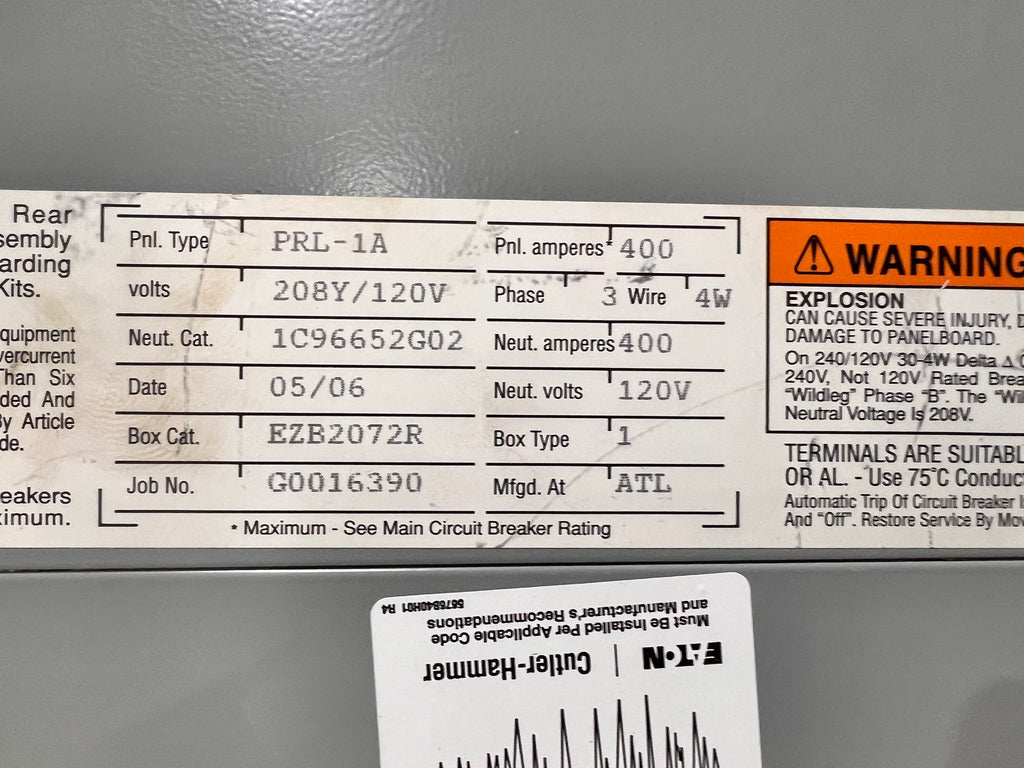 Rear
sembly
arding
Kits.
quipment
vercurrent
Than Six
ded And
By Article
de.
eakers
ximum.
Pnl. Type PRL-1A Pnl. amperes* 400
volts 208Y/120V Phase 3 Wire 4W
Neut. Cat. 1C96652G02 Neut. amperes 400
Date 05/06 Neut. volts 120V
Box Cat. EZB2072R Box Type 1
Job No. G0016390 Mfgd. At ATL
* Maximum - See Main Circuit Breaker Rating
⚠ WARNING
EXPLOSION
CAN CAUSE SEVERE INJURY, D
DAMAGE TO PANELBOARD.
On 240/120V 30-4W Delta Δ
240V, Not 120V Rated Brea
"Wildleg" Phase "B". The "Wil
Neutral Voltage Is 208V.
TERMINALS ARE SUITABL
OR AL. - Use 75°C Conduct
Automatic Trip Of Circuit Breaker I
And "Off". Restore Service By Mov
EATON | Cutler-Hammer
Must Be Installed Per Applicable Code
and Manufacturer's Recommendations
5676B40H01 R4